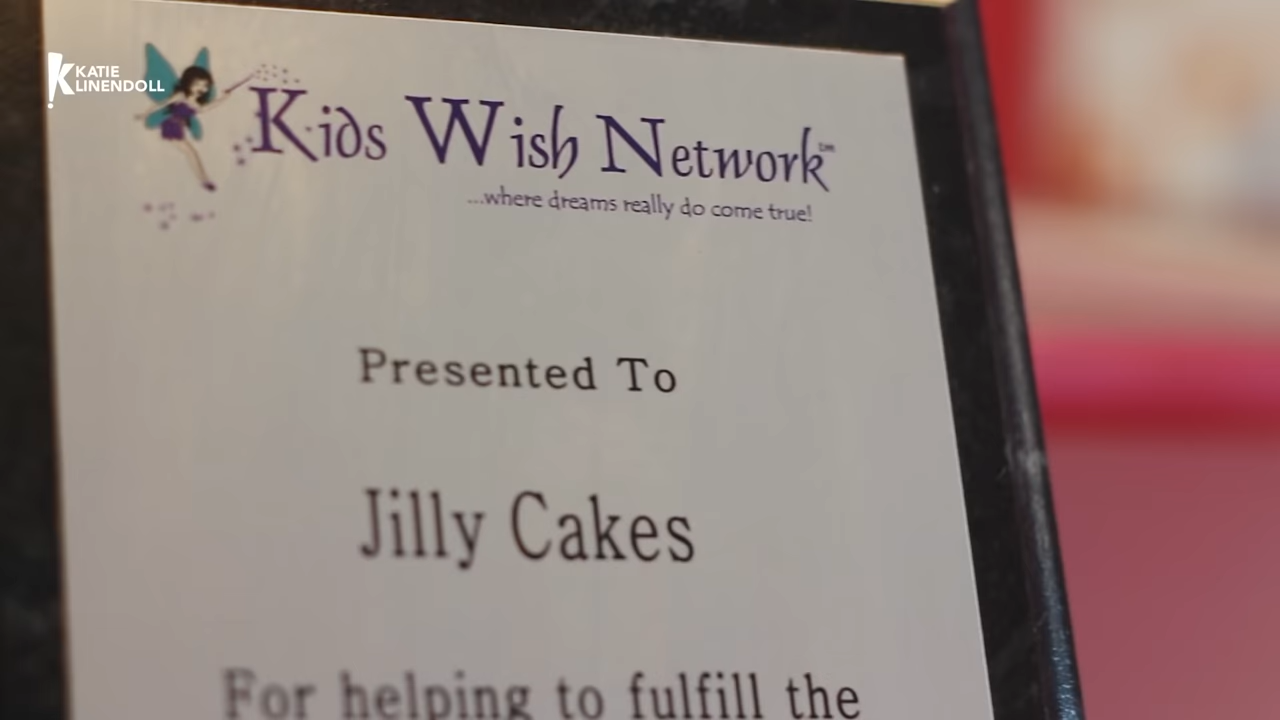 KATIE
LINENDOLL
Kids Wish Network™
...where dreams really do come true!
Presented To
Jilly Cakes
For helping to fulfill the